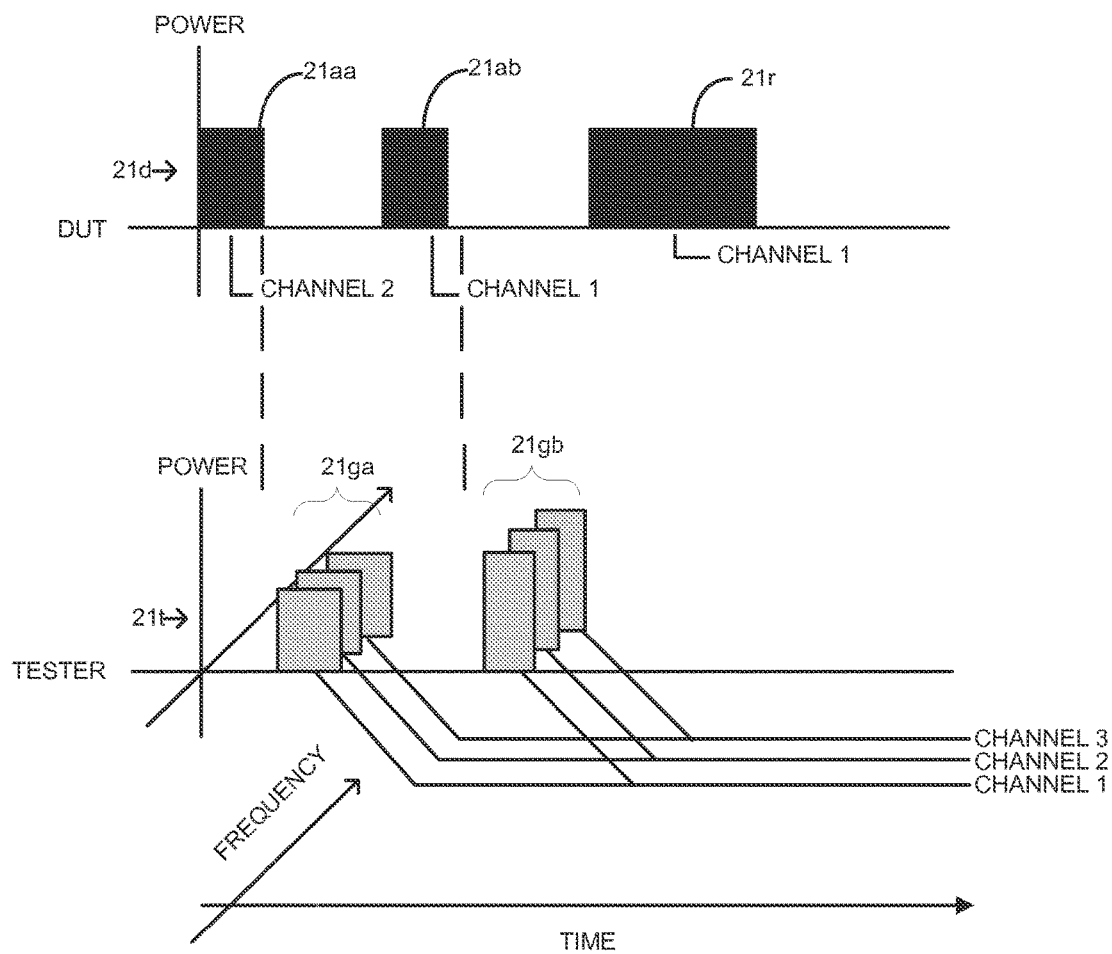 POWER
21aa
21ab
21r
21d
DUT
CHANNEL 2
CHANNEL 1
CHANNEL 1
POWER
21ga
21gb
21t
TESTER
CHANNEL 3
CHANNEL 2
CHANNEL 1
FREQUENCY
TIME